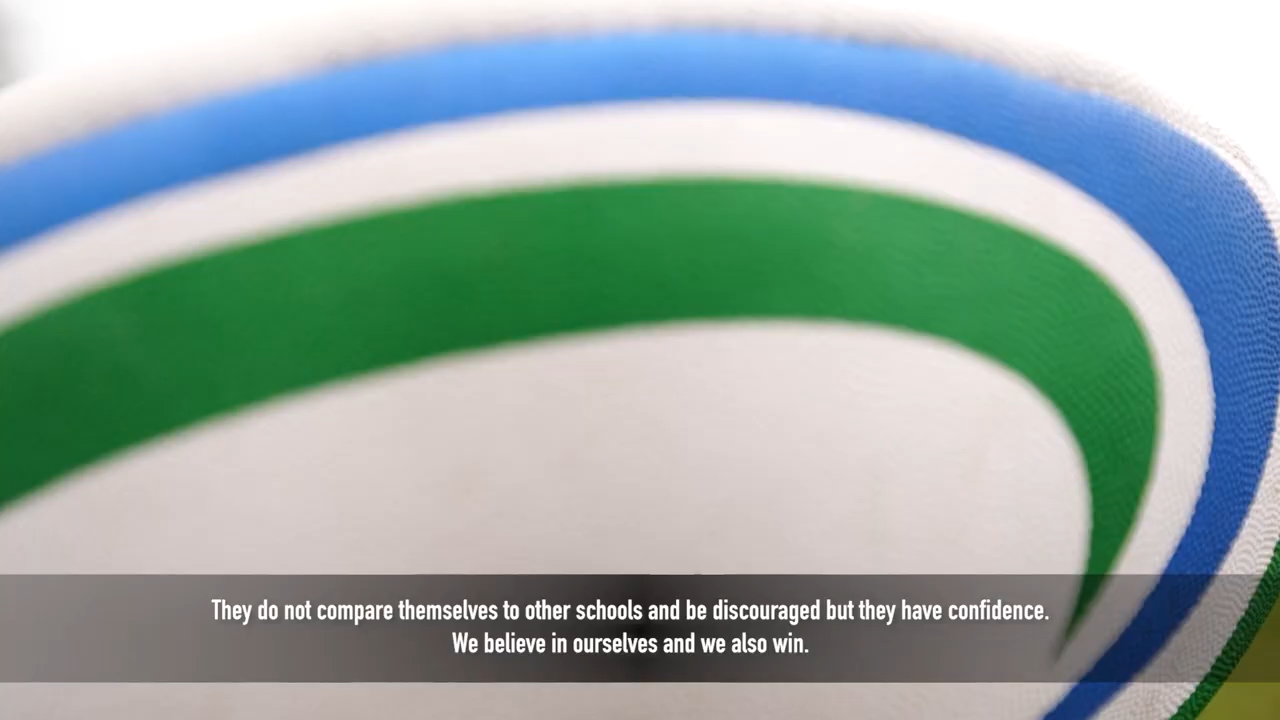 They do not compare themselves to other schools and be discouraged but they have confidence.
We believe in ourselves and we also win.